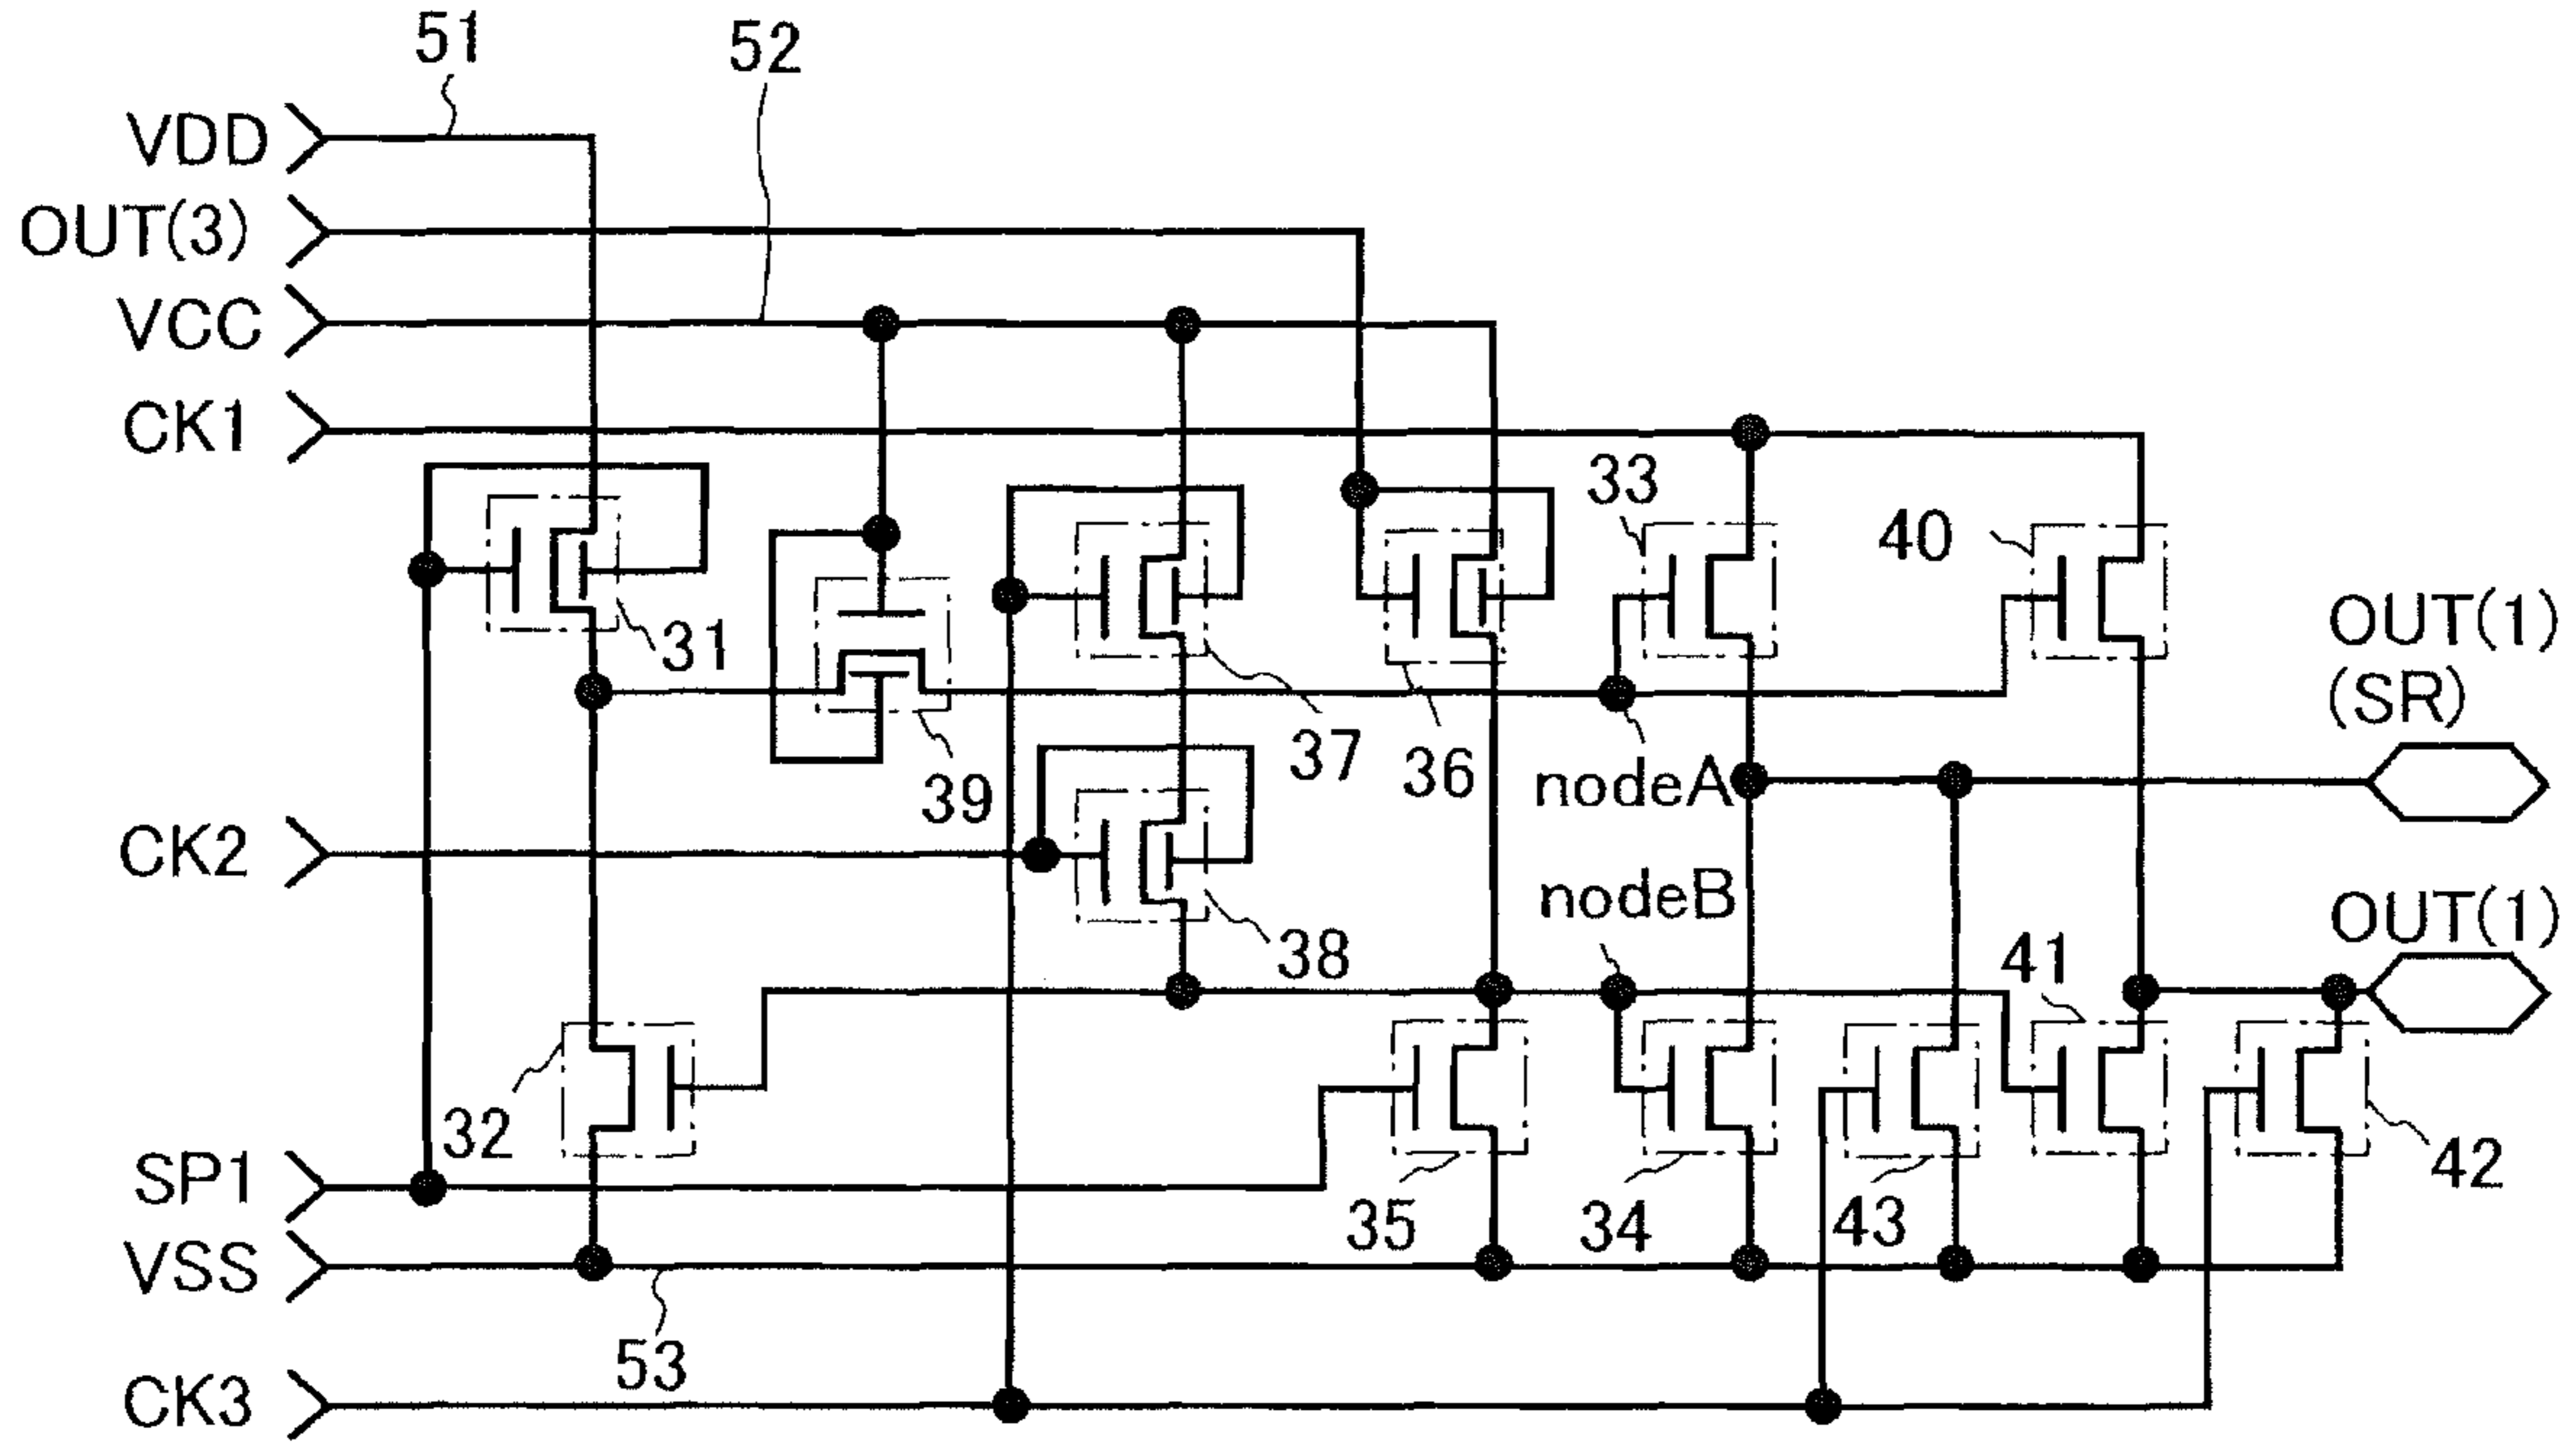 51
52
VDD
OUT(3)
VCC
CK1
33
40
OUT(1)
(SR)
31
37
36
39
nodeA
CK2
nodeB
OUT(1)
38
41
32
SP1
35
34
43
42
VSS
53
CK3